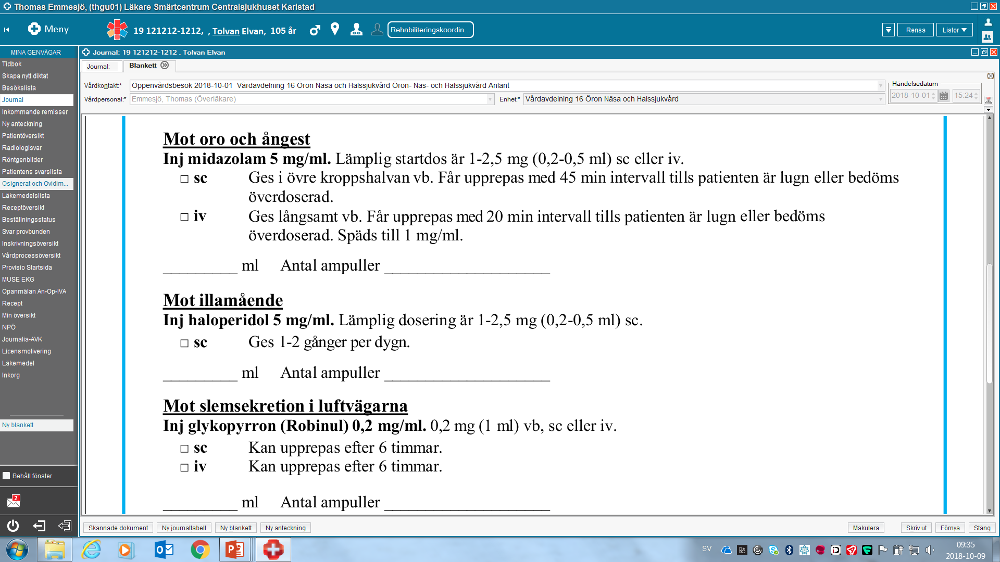 Thomas Emmesjö, (thgu01) Läkare Smärtcentrum Centralsjukhuset Karlstad
Meny
19 121212-1212, , Tolvan Elvan, 105 år
Rehabiliteringskoordin...
Rensa
Listor
MINA GENVÄGAR
Tidbok
Skapa nytt diktat
Besökslista
Journal
Inkommande remisser
Ny anteckning
Patientöversikt
Radiologisvar
Röntgenbilder
Patientens svarslista
Osignerat och Ovidim...
Läkemedelslista
Receptöversikt
Beställningsstatus
Svar provbunden
Inskrivningsöversikt
Vårdprocessöversikt
Provisio Startsida
MUSE EKG
Opanmälan An-Op-IVA
Recept
Min översikt
NPÖ
Journalia-AVK
Licensmotivering
Läkemedel
Inkorg
Ny blankett
Behåll fönster
2
Journal: 19 121212-1212 , Tolvan Elvan
Journal:
Blankett
Vårdkontakt:* Öppenvårdsbesök 2018-10-01 Vårdavdelning 16 Öron Näsa och Halssjukvård Öron- Näs- och Halssjukvård Anlänt
Vårdpersonal:* Emmesjö, Thomas (Överläkare) Enhet:* Vårdavdelning 16 Öron Näsa och Halssjukvård
Händelsedatum
2018-10-01 15:24
Mot oro och ångest
Inj midazolam 5 mg/ml. Lämplig startdos är 1-2,5 mg (0,2-0,5 ml) sc eller iv.
□ sc Ges i övre kroppshalvan vb. Får upprepas med 45 min intervall tills patienten är lugn eller bedöms
överdoserad.
□ iv Ges långsamt vb. Får upprepas med 20 min intervall tills patienten är lugn eller bedöms
överdoserad. Späds till 1 mg/ml.
_________ ml Antal ampuller ____________________
Mot illamående
Inj haloperidol 5 mg/ml. Lämplig dosering är 1-2,5 mg (0,2-0,5 ml) sc.
□ sc Ges 1-2 gånger per dygn.
_________ ml Antal ampuller ____________________
Mot slemsekretion i luftvägarna
Inj glykopyrron (Robinul) 0,2 mg/ml. 0,2 mg (1 ml) vb, sc eller iv.
□ sc Kan upprepas efter 6 timmar.
□ iv Kan upprepas efter 6 timmar.
_________ ml Antal ampuller ____________________
Skannade dokument
Ny journaltabell
Ny blankett
Ny anteckning
Makulera
Skriv ut
Förnya
Stäng
SV
09:35
2018-10-09